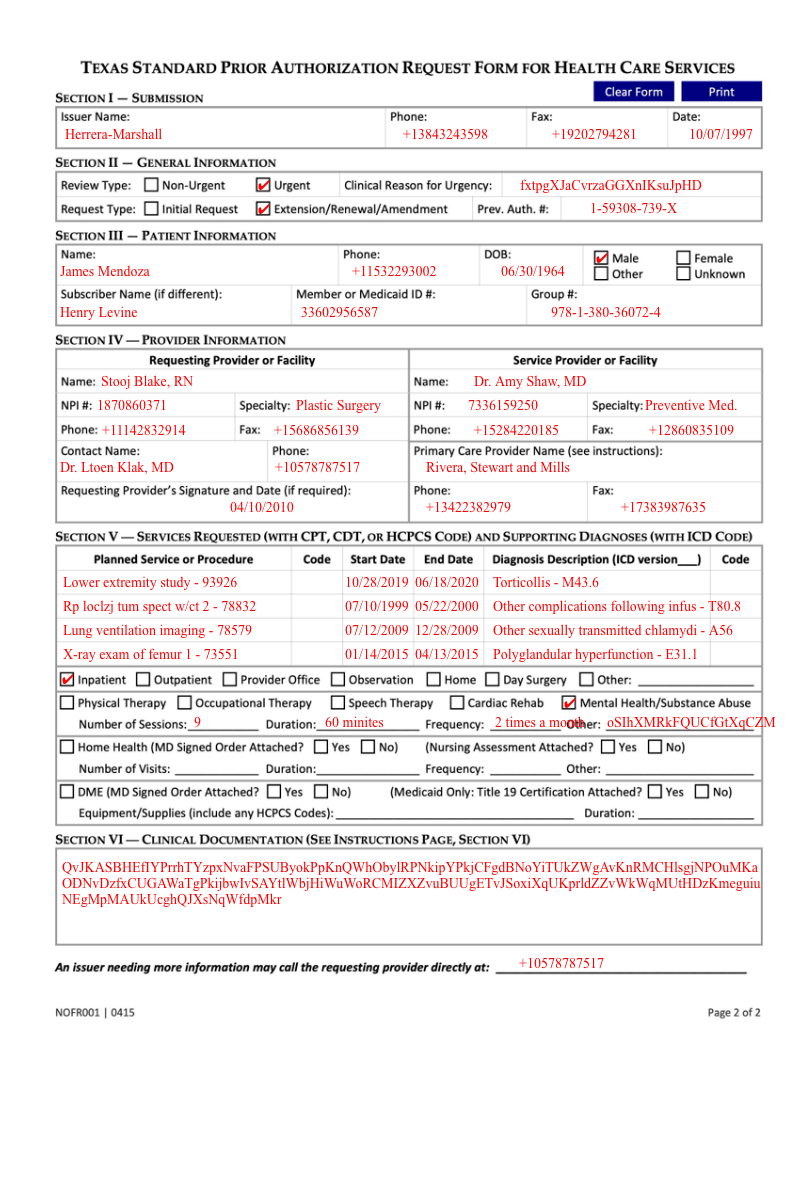 TEXAS STANDARD PRIOR AUTHORIZATION REQUEST FORM FOR HEALTH CARE SERVICES
Clear Form Print
SECTION I — SUBMISSION
Issuer Name: Phone: Fax: Date:
Herrera-Marshall +13843243598 +19202794281 10/07/1997
SECTION II — GENERAL INFORMATION
Review Type: Non-Urgent Urgent Clinical Reason for Urgency: fxtpgXJaCvrzaGGXnIKsuJpHD
Request Type: Initial Request Extension/Renewal/Amendment Prev. Auth. #: 1-59308-739-X
SECTION III — PATIENT INFORMATION
Name: Phone: DOB: Male Female
James Mendoza +11532293002 06/30/1964 Other Unknown
Subscriber Name (if different): Member or Medicaid ID #: Group #:
Henry Levine 33602956587 978-1-380-36072-4
SECTION IV — PROVIDER INFORMATION
Requesting Provider or Facility Service Provider or Facility
Name: Stooj Blake, RN Name: Dr. Amy Shaw, MD
NPI #: 1870860371 Specialty: Plastic Surgery NPI #: 7336159250 Specialty: Preventive Med.
Phone: +11142832914 Fax: +15686856139 Phone: +15284220185 Fax: +12860835109
Contact Name: Phone: Primary Care Provider Name (see instructions):
Dr. Ltoen Klak, MD +10578787517 Rivera, Stewart and Mills
Requesting Provider's Signature and Date (if required): Phone: Fax:
04/10/2010 +13422382979 +17383987635
SECTION V — SERVICES REQUESTED (WITH CPT, CDT, OR HCPCS CODE) AND SUPPORTING DIAGNOSES (WITH ICD CODE)
Planned Service or Procedure Code Start Date End Date Diagnosis Description (ICD version___) Code
Lower extremity study - 93926 10/28/2019 06/18/2020 Torticollis - M43.6
Rp loclzj tum spect w/ct 2 - 78832 07/10/1999 05/22/2000 Other complications following infus - T80.8
Lung ventilation imaging - 78579 07/12/2009 12/28/2009 Other sexually transmitted chlamydi - A56
X-ray exam of femur 1 - 73551 01/14/2015 04/13/2015 Polyglandular hyperfunction - E31.1
Inpatient Outpatient Provider Office Observation Home Day Surgery Other:
Physical Therapy Occupational Therapy Speech Therapy Cardiac Rehab Mental Health/Substance Abuse
Number of Sessions: 9 Duration: 60 minites Frequency: 2 times a month Other: oSIhXMRkFQUCfGtXqCZM
Home Health (MD Signed Order Attached? Yes No) (Nursing Assessment Attached? Yes No)
Number of Visits: Duration: Frequency: Other:
DME (MD Signed Order Attached? Yes No) (Medicaid Only: Title 19 Certification Attached? Yes No)
Equipment/Supplies (include any HCPCS Codes): Duration:
SECTION VI — CLINICAL DOCUMENTATION (SEE INSTRUCTIONS PAGE, SECTION VI)
QvJKASBHEfIYPrrhTYzpxNvaFPSUByokPpKnQWhObylRPNkipYPkjCFgdBNoYiTUkZWgAvKnRMCHlsgjNPOuMKa
ODNvDzfxCUGAWaTgPkijbwIvSAYtlWbjHiWuWoRCMIZXZvuBUUgETvJSoxiXqUKprldZZvWkWqMUtHDzKmeguiu
NEgMpMAUkUcghQJXsNqWfdpMkr
An issuer needing more information may call the requesting provider directly at: +10578787517
NOFR001 | 0415 Page 2 of 2